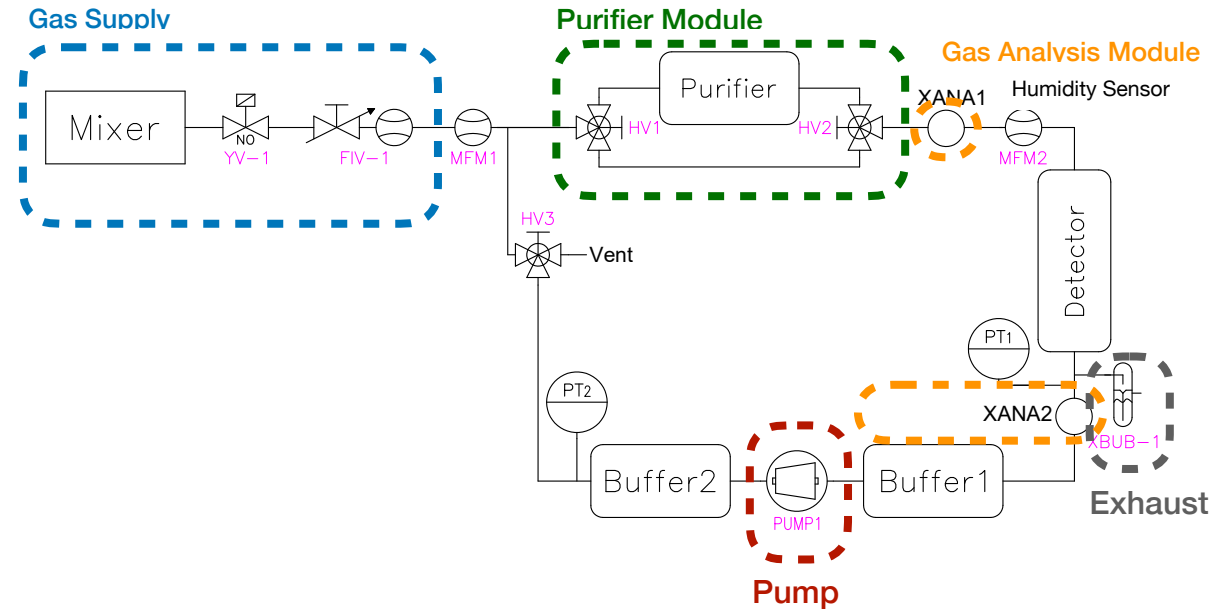 Gas Supply
Purifier Module
Gas Analysis Module
Humidity Sensor
XANA1
Mixer
NO
YV-1
FIV-1
MFM1
HV1
Purifier
HV2
MFM2
HV3
Vent
Detector
PT1
PT2
XANA2
XBUB-1
Exhaust
Buffer2
PUMP1
Buffer1
Pump